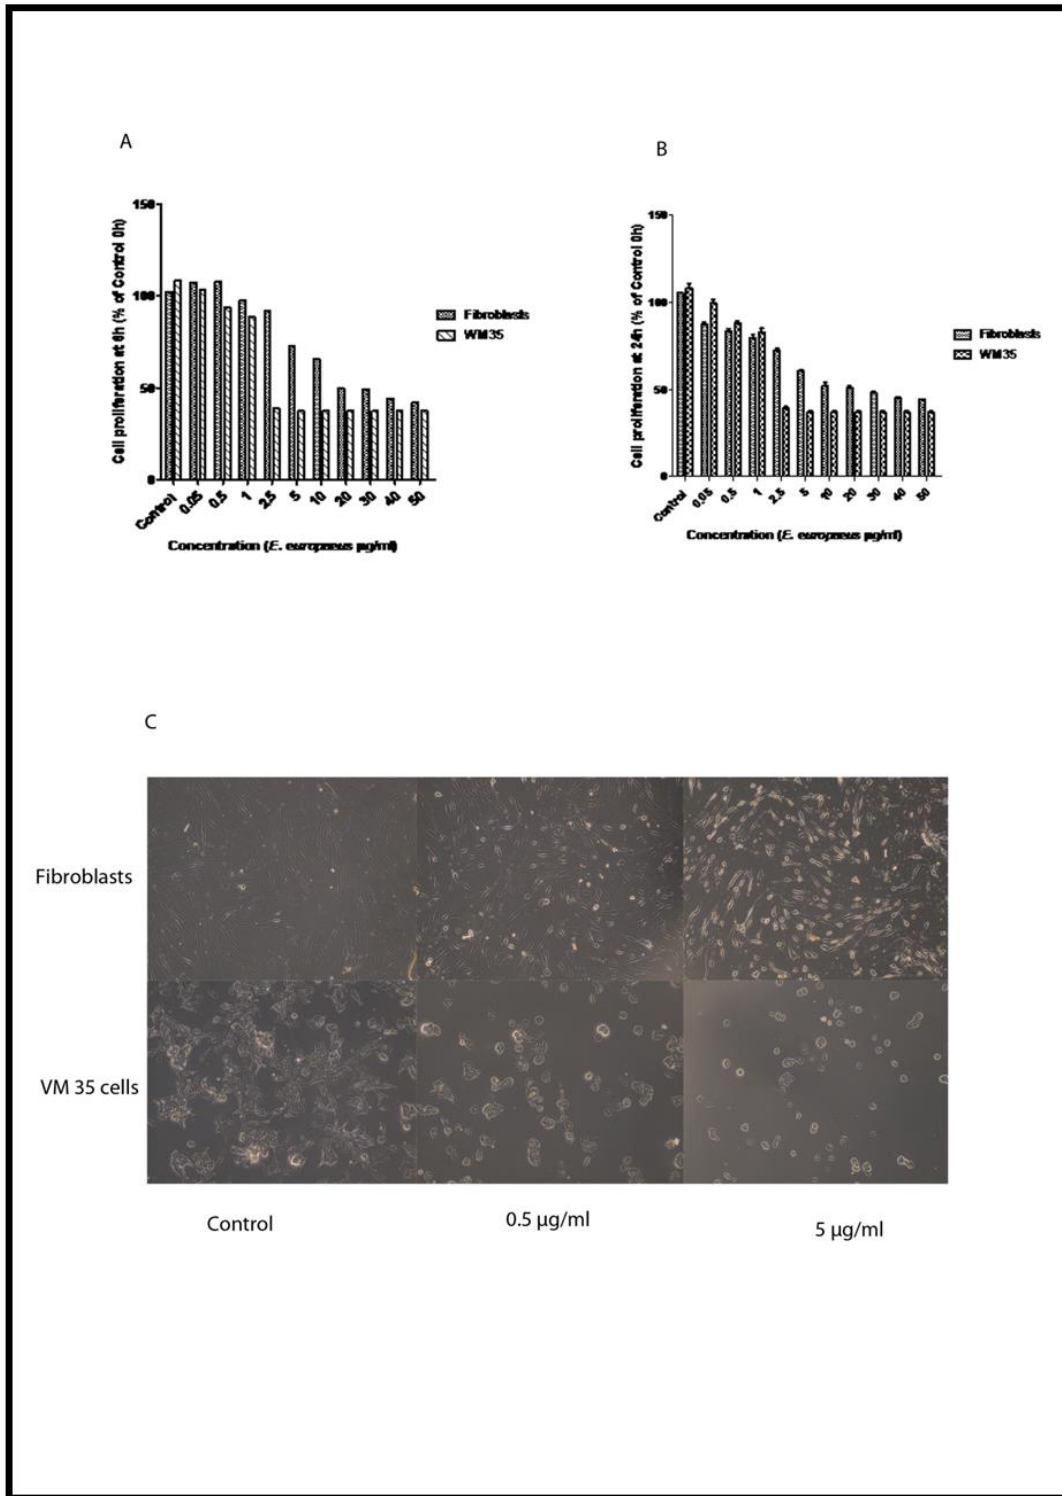 A
B
Cell proliferation at 6h (% of Control 0h)
150
100
50
0
Fibroblasts
WM35
Control 0.05 0.5 1 2.5 5 10 20 30 40 50
Concentration (E. europaeus µg/ml)
Cell proliferation at 24h (% of Control 0h)
150
100
50
0
Fibroblasts
WM35
Control 0.05 0.5 1 2.5 5 10 20 30 40 50
Concentration (E. europaeus µg/ml)
C
Fibroblasts
VM 35 cells
Control
0.5 µg/ml
5 µg/ml